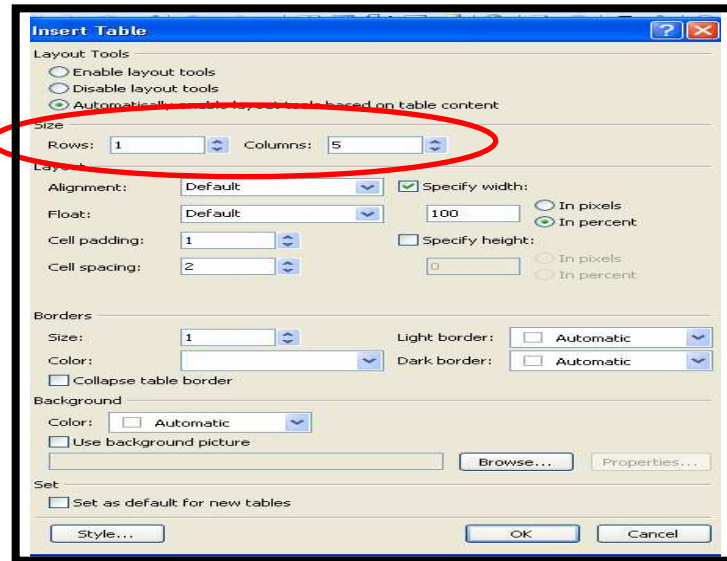 Insert Table
Layout Tools
Enable layout tools
Disable layout tools
Automatically enable layout tools based on table content
Size
Rows: 1 Columns: 5
Layout
Alignment: Default Specify width:
Float: Default 100 In pixels
In percent
Cell padding: 1 Specify height:
Cell spacing: 2 0 In pixels
In percent
Borders
Size: 1 Light border: Automatic
Color: Dark border: Automatic
Collapse table border
Background
Color: Automatic
Use background picture
Browse... Properties...
Set
Set as default for new tables
Style... OK Cancel